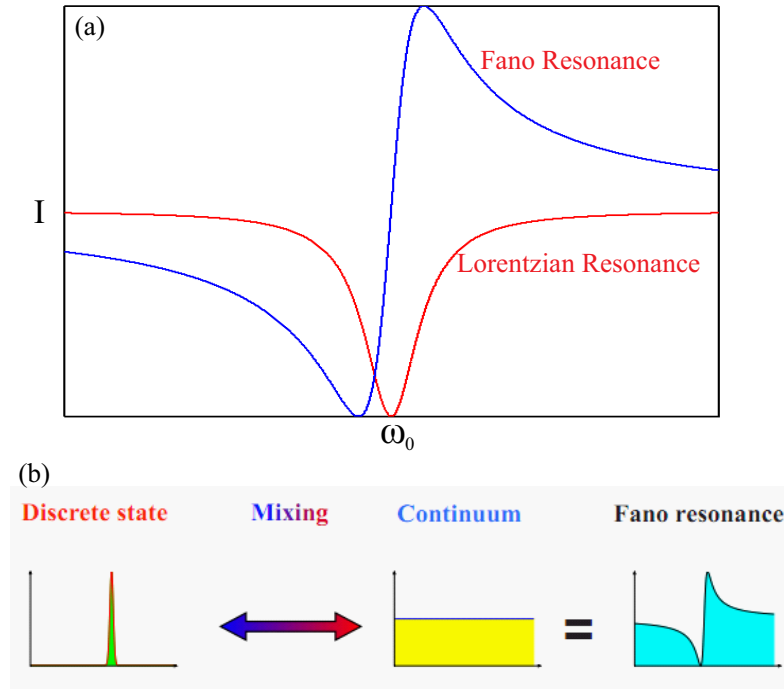 (a)
Fano Resonance
I
Lorentzian Resonance
ω0
(b)
Discrete state
Mixing
Continuum
Fano resonance
=